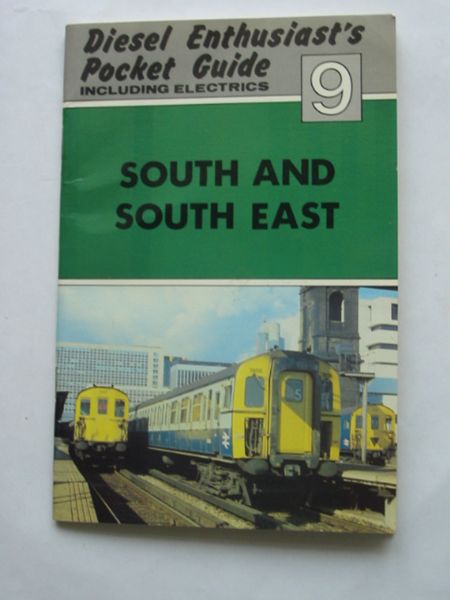 Diesel Enthusiast's
Pocket Guide
INCLUDING ELECTRICS
9
SOUTH AND
SOUTH EAST